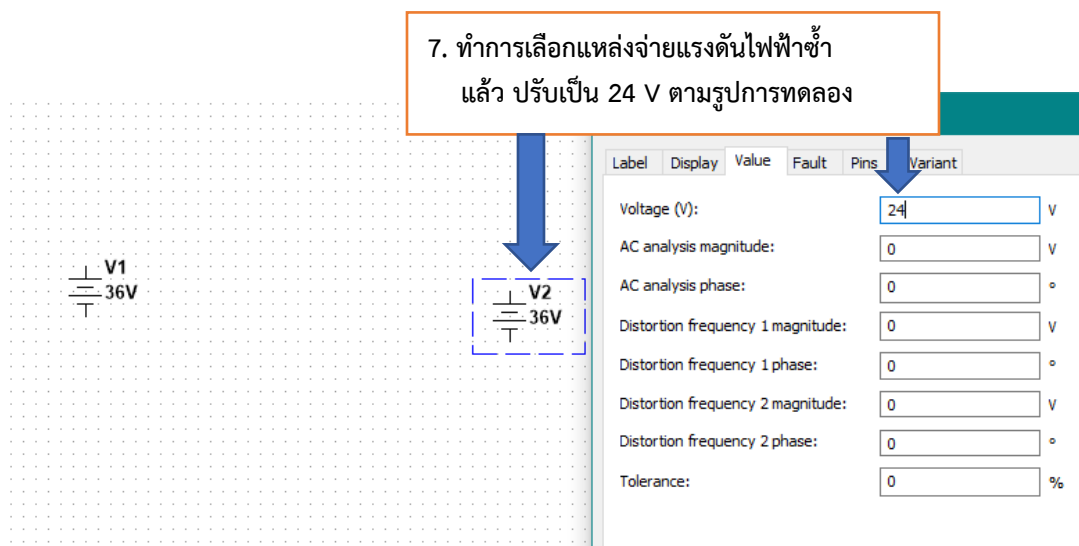 7. ทำการเลือกแหล่งจ่ายแรงดันไฟฟ้าซ้ำ
แล้ว ปรับเป็น 24 V ตามรูปการทดลอง
Label Display Value Fault Pins Variant
Voltage (V): 24 V
AC analysis magnitude: 0 V
AC analysis phase: 0 °
Distortion frequency 1 magnitude: 0 V
Distortion frequency 1 phase: 0 °
Distortion frequency 2 magnitude: 0 V
Distortion frequency 2 phase: 0 °
Tolerance: 0 %
V1
36V
V2
36V